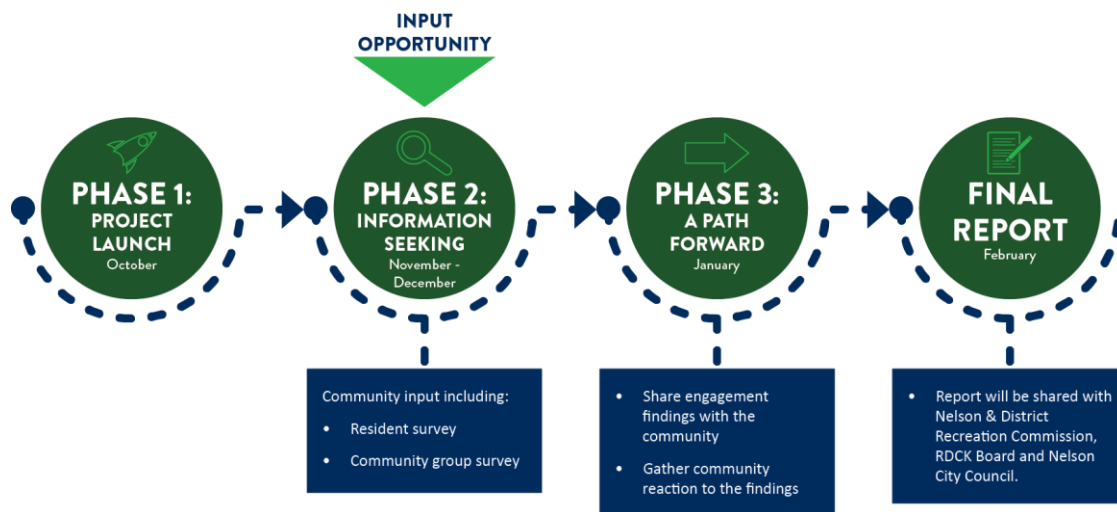 INPUT
OPPORTUNITY
PHASE 1:
PROJECT
LAUNCH
October
PHASE 2:
INFORMATION
SEEKING
November -
December
PHASE 3:
A PATH
FORWARD
January
FINAL
REPORT
February
Community input including:
• Resident survey
• Community group survey
• Share engagement
findings with the
community
• Gather community
reaction to the findings
• Report will be shared with
Nelson & District
Recreation Commission,
RDCK Board and Nelson
City Council.